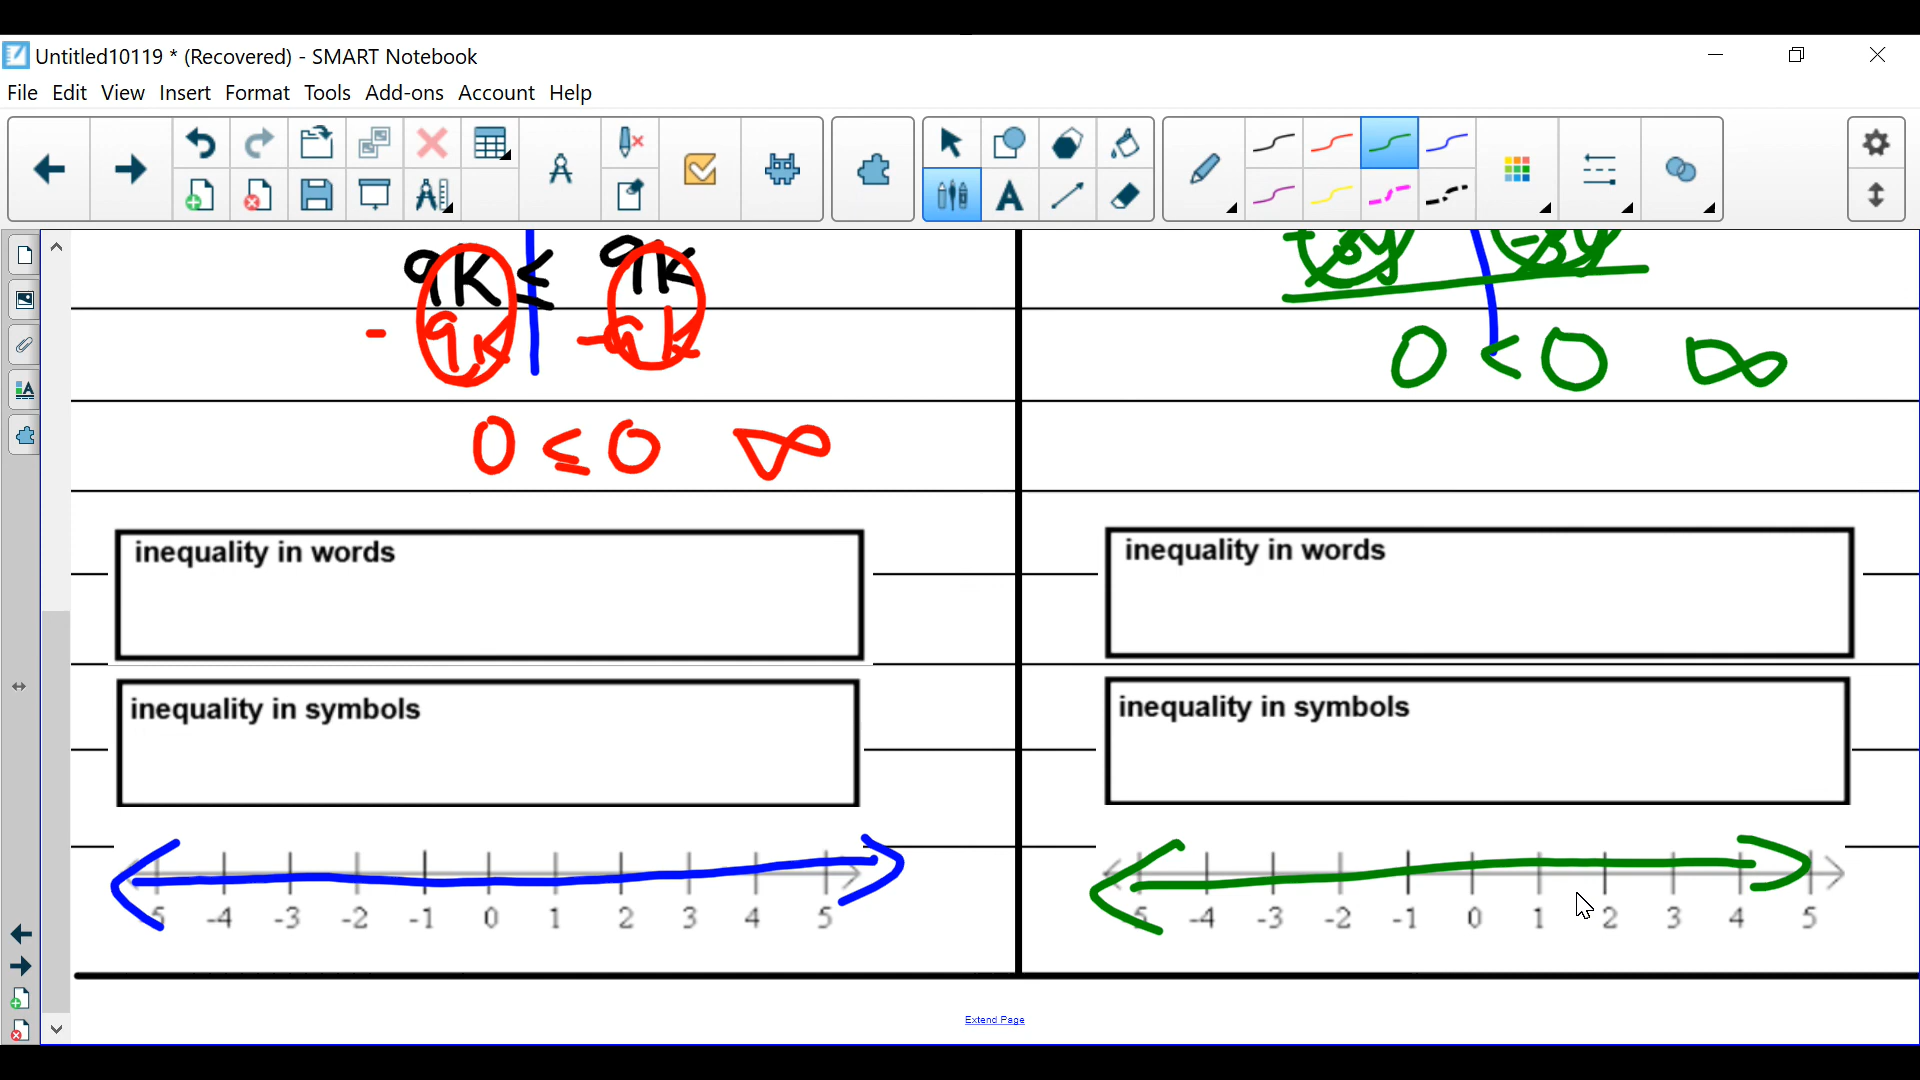 Untitled10119 * (Recovered) - SMART Notebook
File Edit View Insert Format Tools Add-ons Account Help
9K ≤ 9K
- 9K -9K
0 ≤ 0 ∞
0 < 0 ∞
inequality in words
inequality in symbols
-4 -3 -2 -1 0 1 2 3 4 5
inequality in words
inequality in symbols
-4 -3 -2 -1 0 1 2 3 4 5
Extend Page